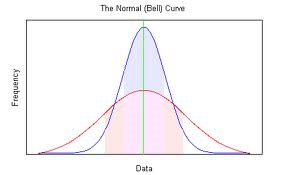 The Normal (Bell) Curve
Frequency
Data